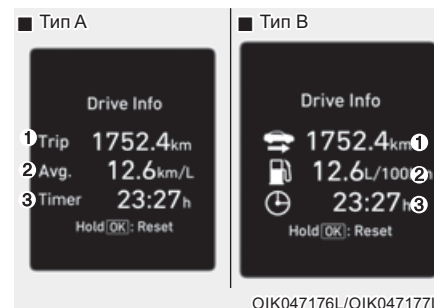 ■ Тип A
Drive Info
1 Trip 1752.4km
2 Avg. 12.6km/L
3 Timer 23:27h
Hold OK : Reset
■ Тип B
Drive Info
1752.4km 1
12.6L/100km 2
23:27h 3
Hold OK : Reset
OIK047176L/OIK047177L